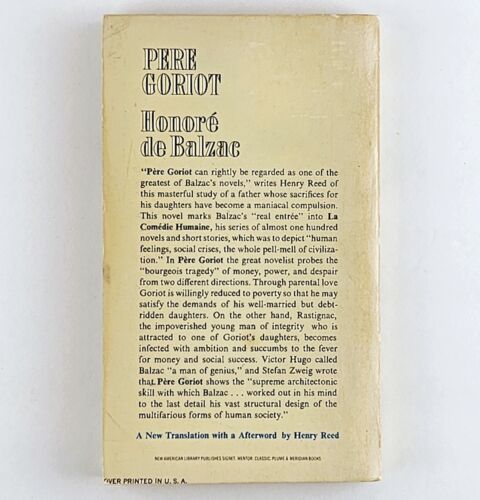 PERE
GORIOT
Honoré
de Balzac
"Père Goriot can rightly be regarded as one of the
greatest of Balzac's novels," writes Henry Reed of
this masterful study of a father whose sacrifices for
his daughters have become a maniacal compulsion.
This novel marks Balzac's "real entrée" into La
Comédie Humaine, his series of almost one hundred
novels and short stories, which was to depict "human
feelings, social crises, the whole pell-mell of civiliza-
tion." In Père Goriot the great novelist probes the
"bourgeois tragedy" of money, power, and despair
from two different directions. Through parental love
Goriot is willingly reduced to poverty so that he may
satisfy the demands of his well-married but debt-
ridden daughters. On the other hand, Rastignac,
the impoverished young man of integrity who is
attracted to one of Goriot's daughters, becomes
infected with ambition and succumbs to the fever
for money and social success. Victor Hugo called
Balzac "a man of genius," and Stefan Zweig wrote
that Père Goriot shows the "supreme architectonic
skill with which Balzac . . . worked out in his mind
to the last detail his vast structural design of the
multifarious forms of human society."
A New Translation with a Afterword by Henry Reed
NEW AMERICAN LIBRARY PUBLISHES SIGNET, MENTOR, CLASSIC, PLUME & MERIDIAN BOOKS
OVER PRINTED IN U. S. A.